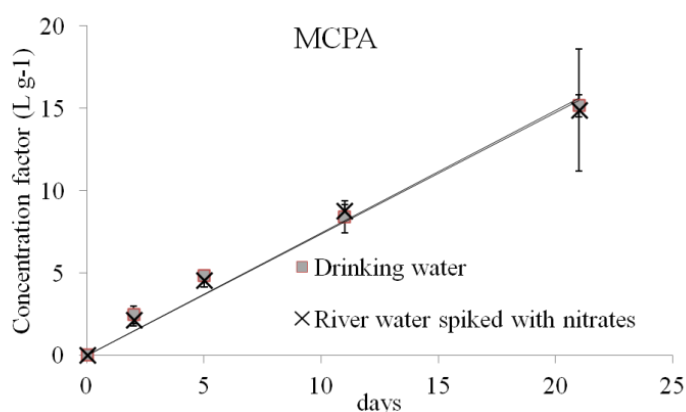 MCPA
Concentration factor (L g-1)
20
15
10
5
0
Drinking water
River water spiked with nitrates
0 5 10 15 20 25
days